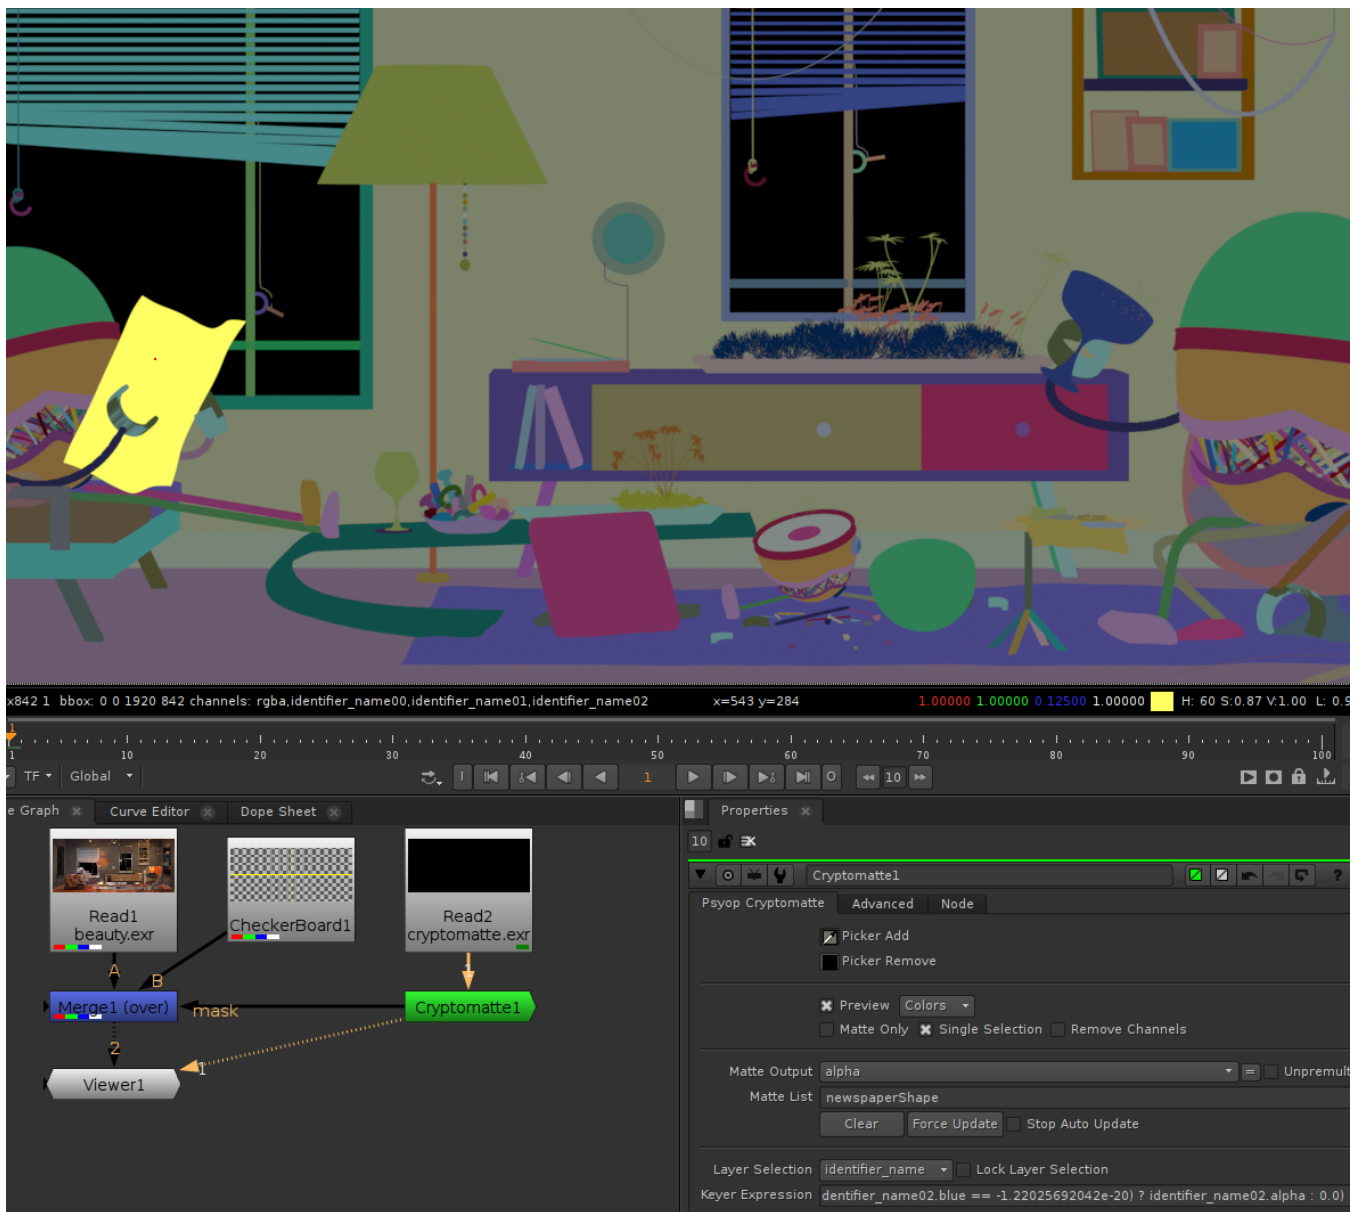 x842 1 bbox: 0 0 1920 842 channels: rgba,identifier_name00,identifier_name01,identifier_name02 x=543 y=284 1.00000 1.00000 0.12500 1.00000 H: 60 S:0.87 V:1.00 L: 0.9
1
1 10 20 30 40 50 60 70 80 90 100
TF Global I 1 O 10
e Graph Curve Editor Dope Sheet
Properties
10
Cryptomatte1 ?
Psyop Cryptomatte Advanced Node
Read1
beauty.exr
CheckerBoard1
Read2
cryptomatte.exr
Picker Add
Picker Remove
A
B
1
Merge1 (over)
mask
Cryptomatte1
Preview Colors
Matte Only Single Selection Remove Channels
2
1
Viewer1
Matte Output alpha = Unpremult
Matte List newspaperShape
Clear Force Update Stop Auto Update
Layer Selection identifier_name Lock Layer Selection
Keyer Expression dentifier_name02.blue == -1.22025692042e-20) ? identifier_name02.alpha : 0.0)